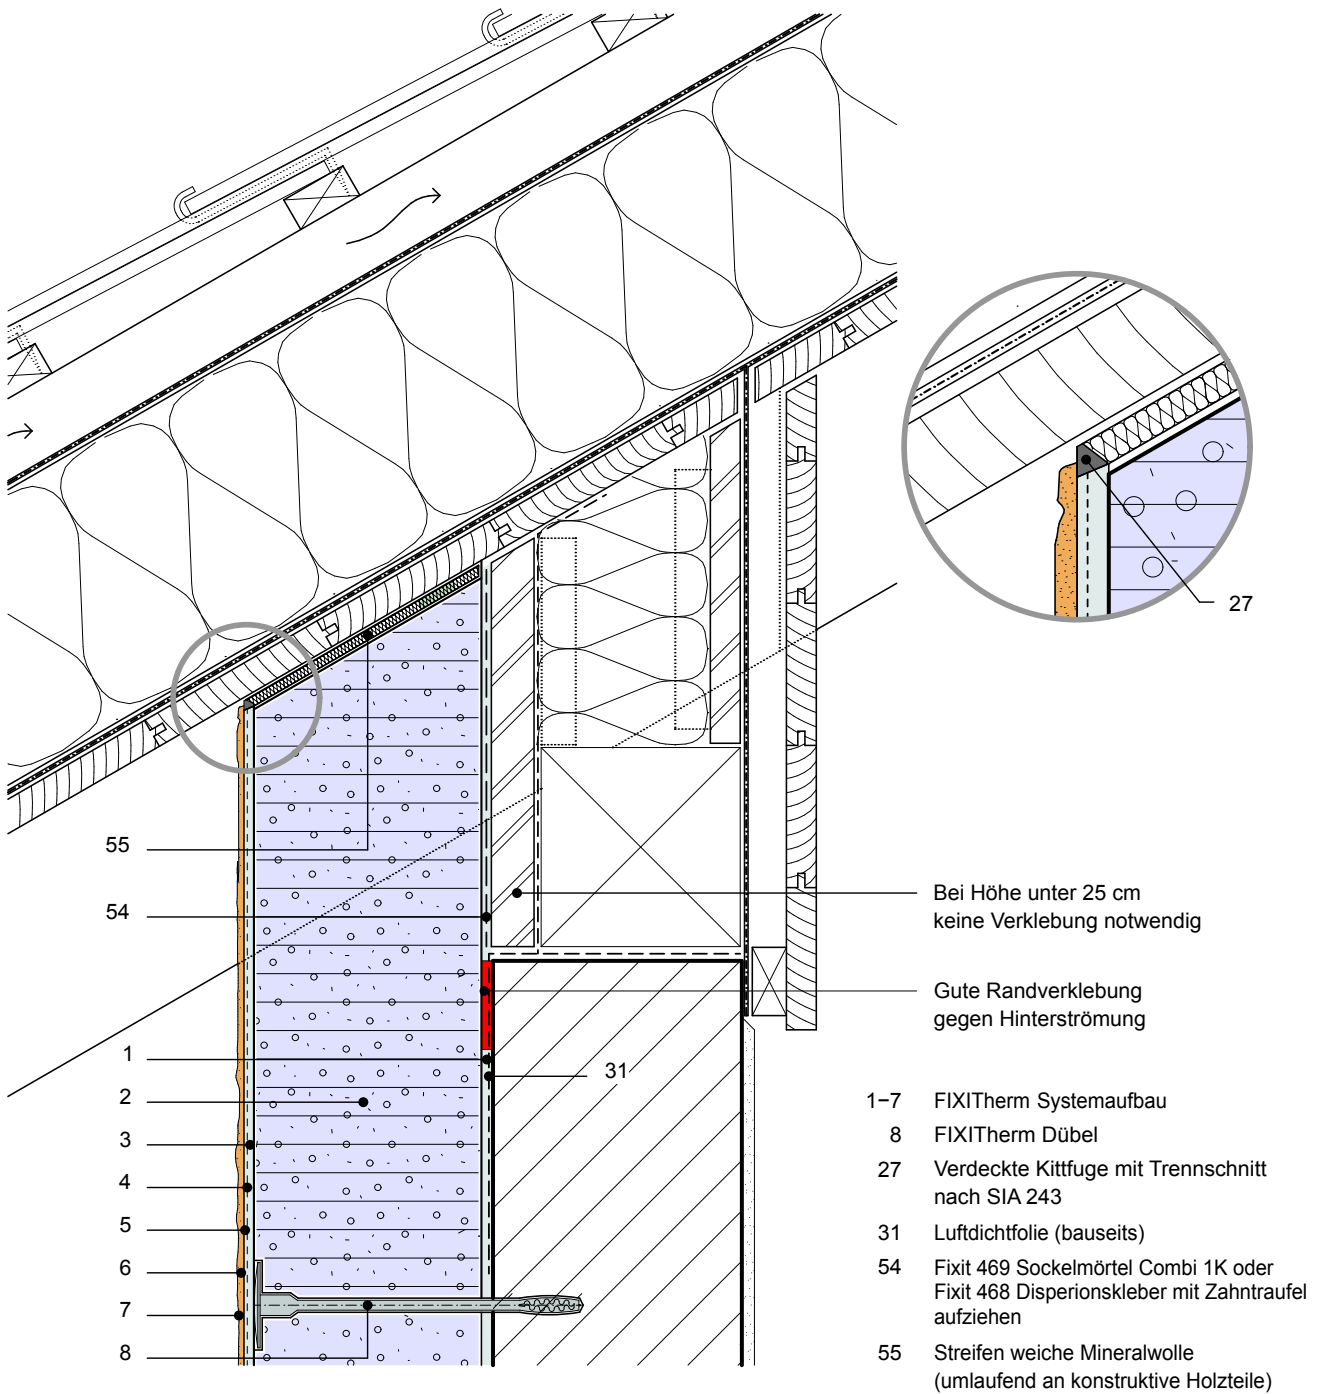 27
55
54
Bei Höhe unter 25 cm
keine Verklebung notwendig
Gute Randverklebung
gegen Hinterströmung
1
31
2
3
4
5
6
7
8
1–7 FIXITherm Systemaufbau
8 FIXITherm Dübel
27 Verdeckte Kittfuge mit Trennschnitt
nach SIA 243
31 Luftdichtfolie (bauseits)
54 Fixit 469 Sockelmörtel Combi 1K oder
Fixit 468 Disperionskleber mit Zahntraufel
aufziehen
55 Streifen weiche Mineralwolle
(umlaufend an konstruktive Holzteile)